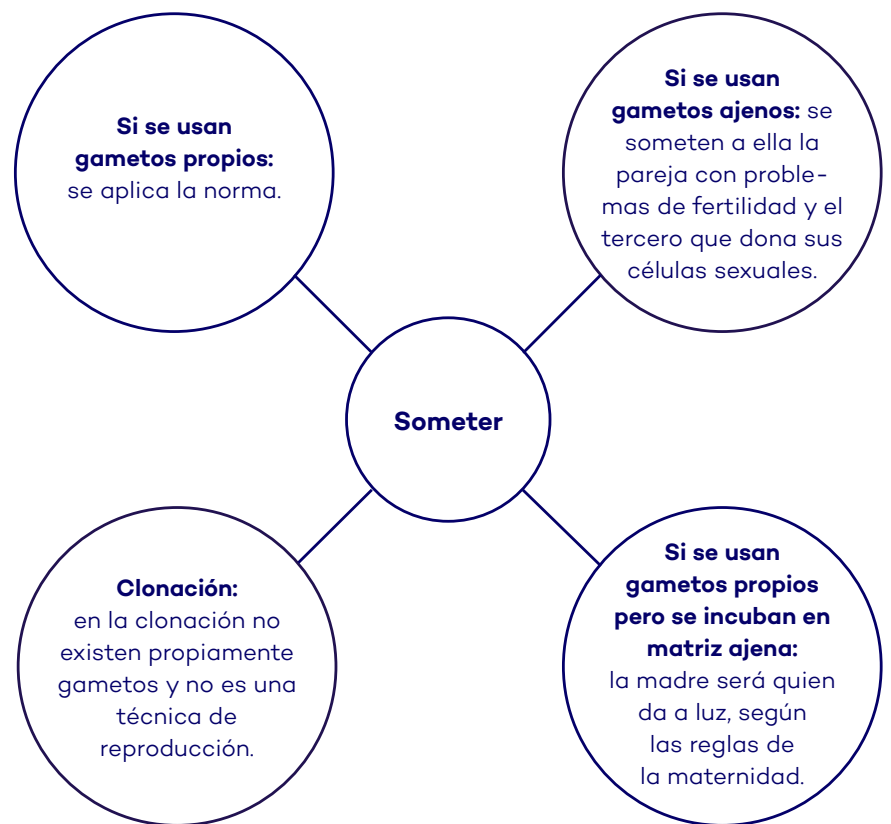 Si se usan
gametos propios:
se aplica la norma.
Si se usan
gametos ajenos: se
someten a ella la
pareja con proble-
mas de fertilidad y el
tercero que dona sus
células sexuales.
Someter
Clonación:
en la clonación no
existen propiamente
gametos y no es una
técnica de
reproducción.
Si se usan
gametos propios
pero se incuban en
matriz ajena:
la madre será quien
da a luz, según
las reglas de
la maternidad.